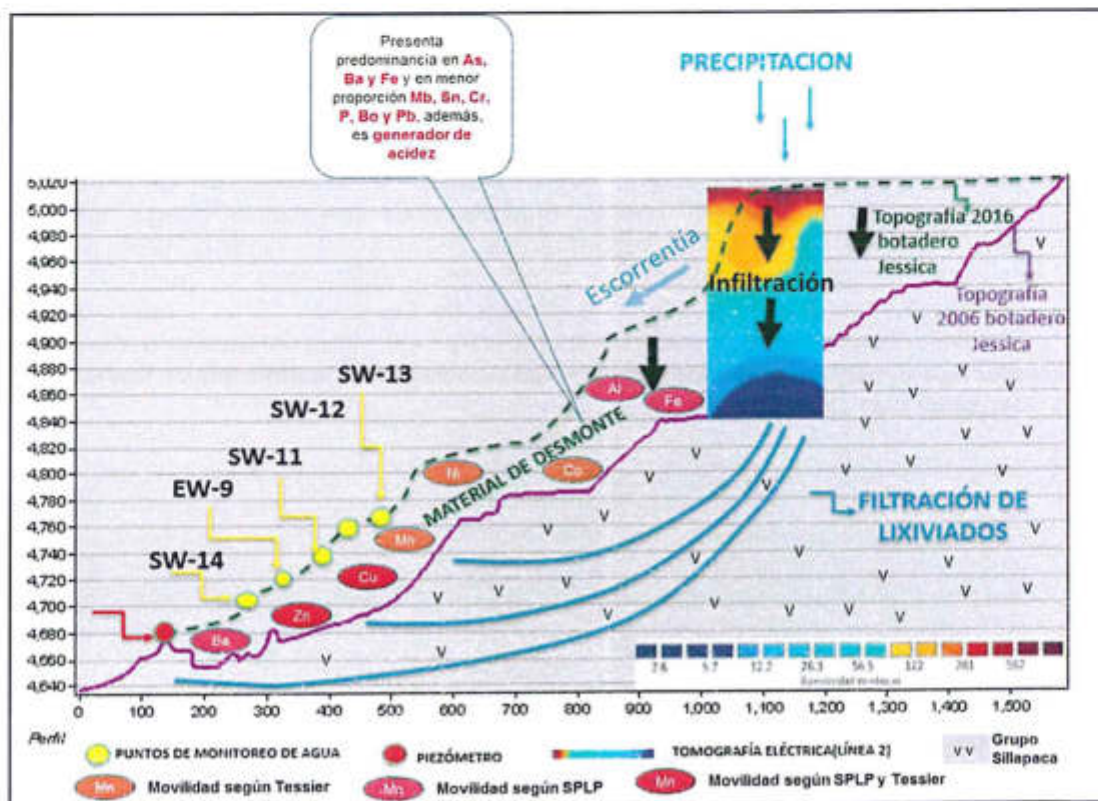 Presenta
predominancia en As,
Ba y Fe y en menor
proporción Mb, Sn, Cr,
P, Bo y Pb, además,
es generador de
acidez
PRECIPITACION
5,020
5,000
4,980
4,960
4,940
4,920
4,900
4,880
4,860
4,840
4,820
4,800
4,780
4,760
4,740
4,720
4,700
4,680
4,660
4,640
Escorrentía
Infiltración
Topografía 2016
botadero
Jessica
Topografía
2006 botadero
Jessica
SW-13
SW-12
SW-11
EW-9
SW-14
Al
Fe
MATERIAL DE DESMONTE
Ni
Co
Mn
Cu
Zn
Ba
FILTRACIÓN DE
LIXIVIADOS
v v v v v v v v v v v v v v v v v v v v v v v v v v v v v
2.6 5.7 12.2 26.3 56.5 122 261 562
0 100 200 300 400 500 600 700 800 900 1,000 1,100 1,200 1,300 1,400 1,500
Perfil
PUNTOS DE MONITOREO DE AGUA
PIEZÓMETRO
TOMOGRAFÍA ELÉCTRICA(LÍNEA 2)
v v Grupo
Sillapaca
Mn Movilidad según Tessier
Mn Movilidad según SPLP
Mn Movilidad según SPLP y Tessier